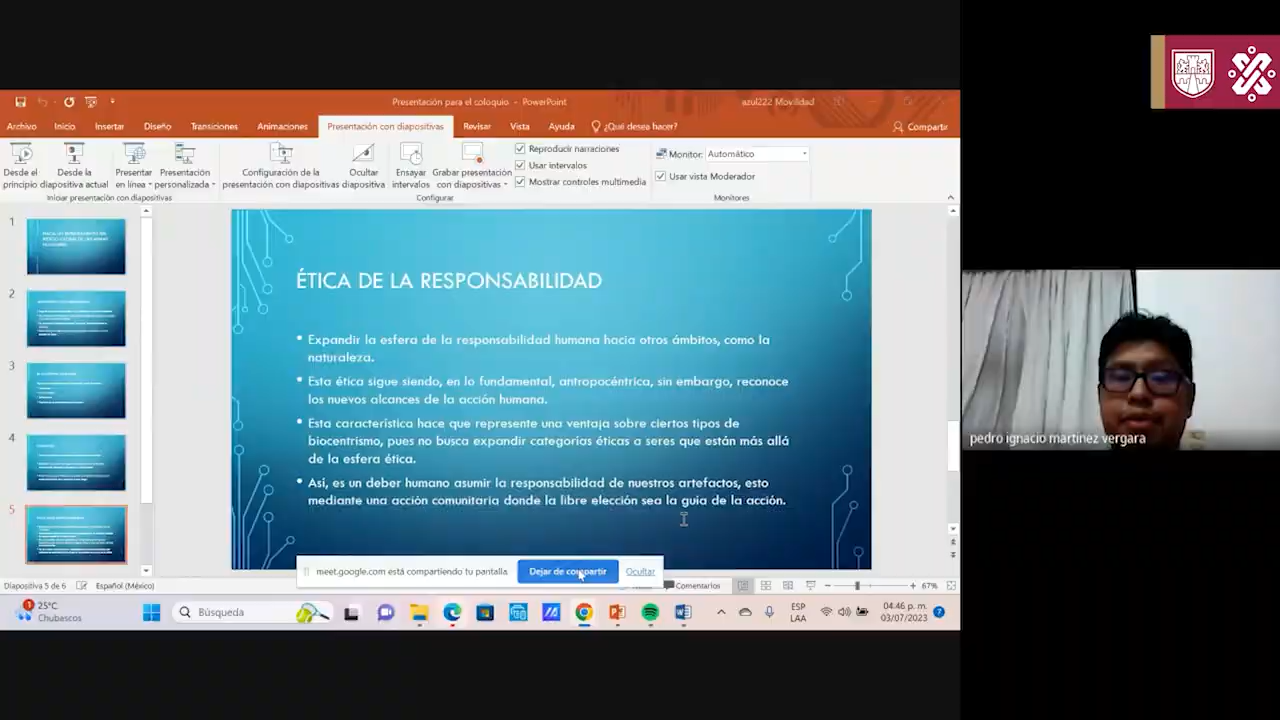 Presentación para el coloquio - PowerPoint
azul222 Movilidad
Archivo Inicio Insertar Diseño Transiciones Animaciones Presentación con diapositivas Revisar Vista Ayuda ¿Qué desea hacer? Compartir
Desde el principio
Desde la diapositiva actual
Presentar en línea
Presentación personalizada
Iniciar presentación con diapositivas
Configuración de la presentación con diapositivas
Ocultar diapositiva
Ensayar intervalos
Grabar presentación con diapositivas
Reproducir narraciones
Usar intervalos
Mostrar controles multimedia
Configurar
Monitor: Automático
Usar vista Moderador
Monitores
1
2
3
4
5
ÉTICA DE LA RESPONSABILIDAD
• Expandir la esfera de la responsabilidad humana hacia otros ámbitos, como la
naturaleza.
• Esta ética sigue siendo, en lo fundamental, antropocéntrica, sin embargo, reconoce
los nuevos alcances de la acción humana.
• Esta característica hace que represente una ventaja sobre ciertos tipos de
biocentrismo, pues no busca expandir categorías éticas a seres que están más allá
de la esfera ética.
• Así, es un deber humano asumir la responsabilidad de nuestros artefactos, esto
mediante una acción comunitaria donde la libre elección sea la guía de la acción.
pedro ignacio martinez vergara
meet.google.com está compartiendo tu pantalla Dejar de compartir Ocultar
Diapositiva 5 de 6 Español (México) Comentarios 67%
25°C
Chubascos
Búsqueda
ESP
LAA
04:46 p. m.
03/07/2023